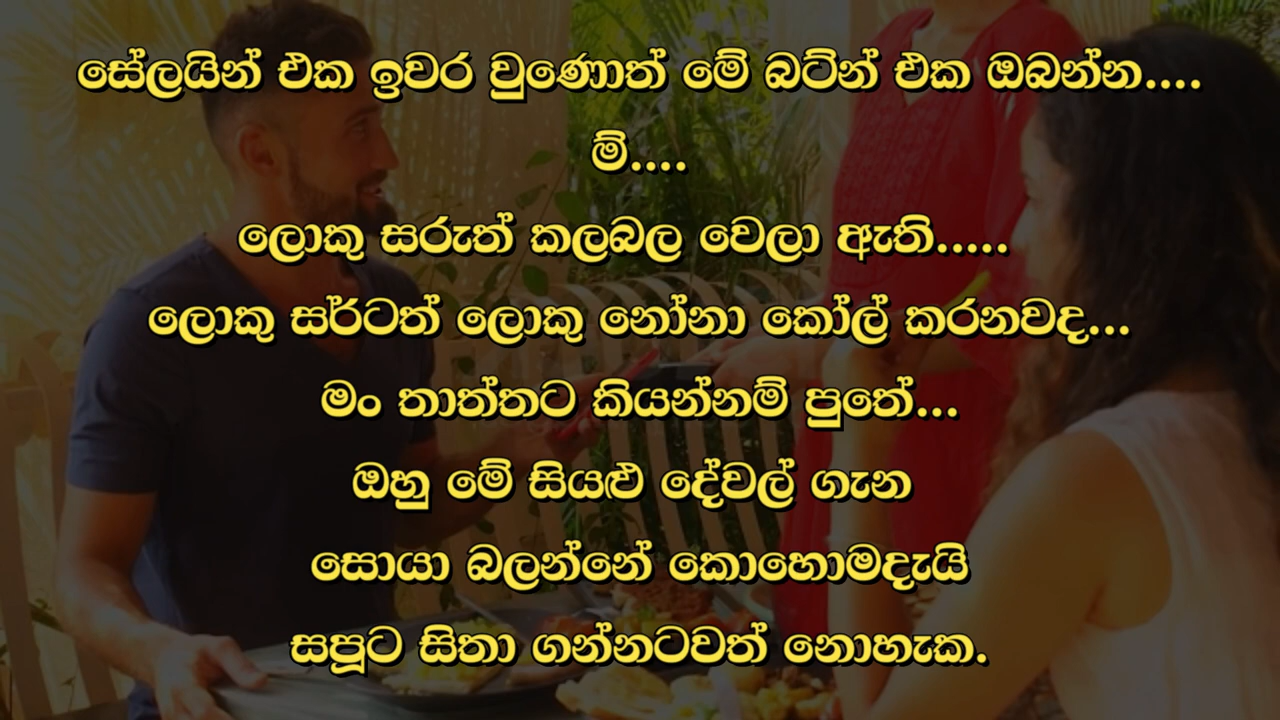 සේලයින් එක ඉවර වුණොත් මේ බටින් එක ඔබන්න....
ම්....
ලොකු සරුත් කලබල වෙලා ඇති.....
ලොකු සර්ටත් ලොකු නෝනා කෝල් කරනවද...
මං තාත්තට කියන්නම් පුතේ...
ඔහු මේ සියළු දේවල් ගැන
සොයා බලන්නේ කොහොමදැයි
සපූට සිතා ගන්නටවත් නොහැක.